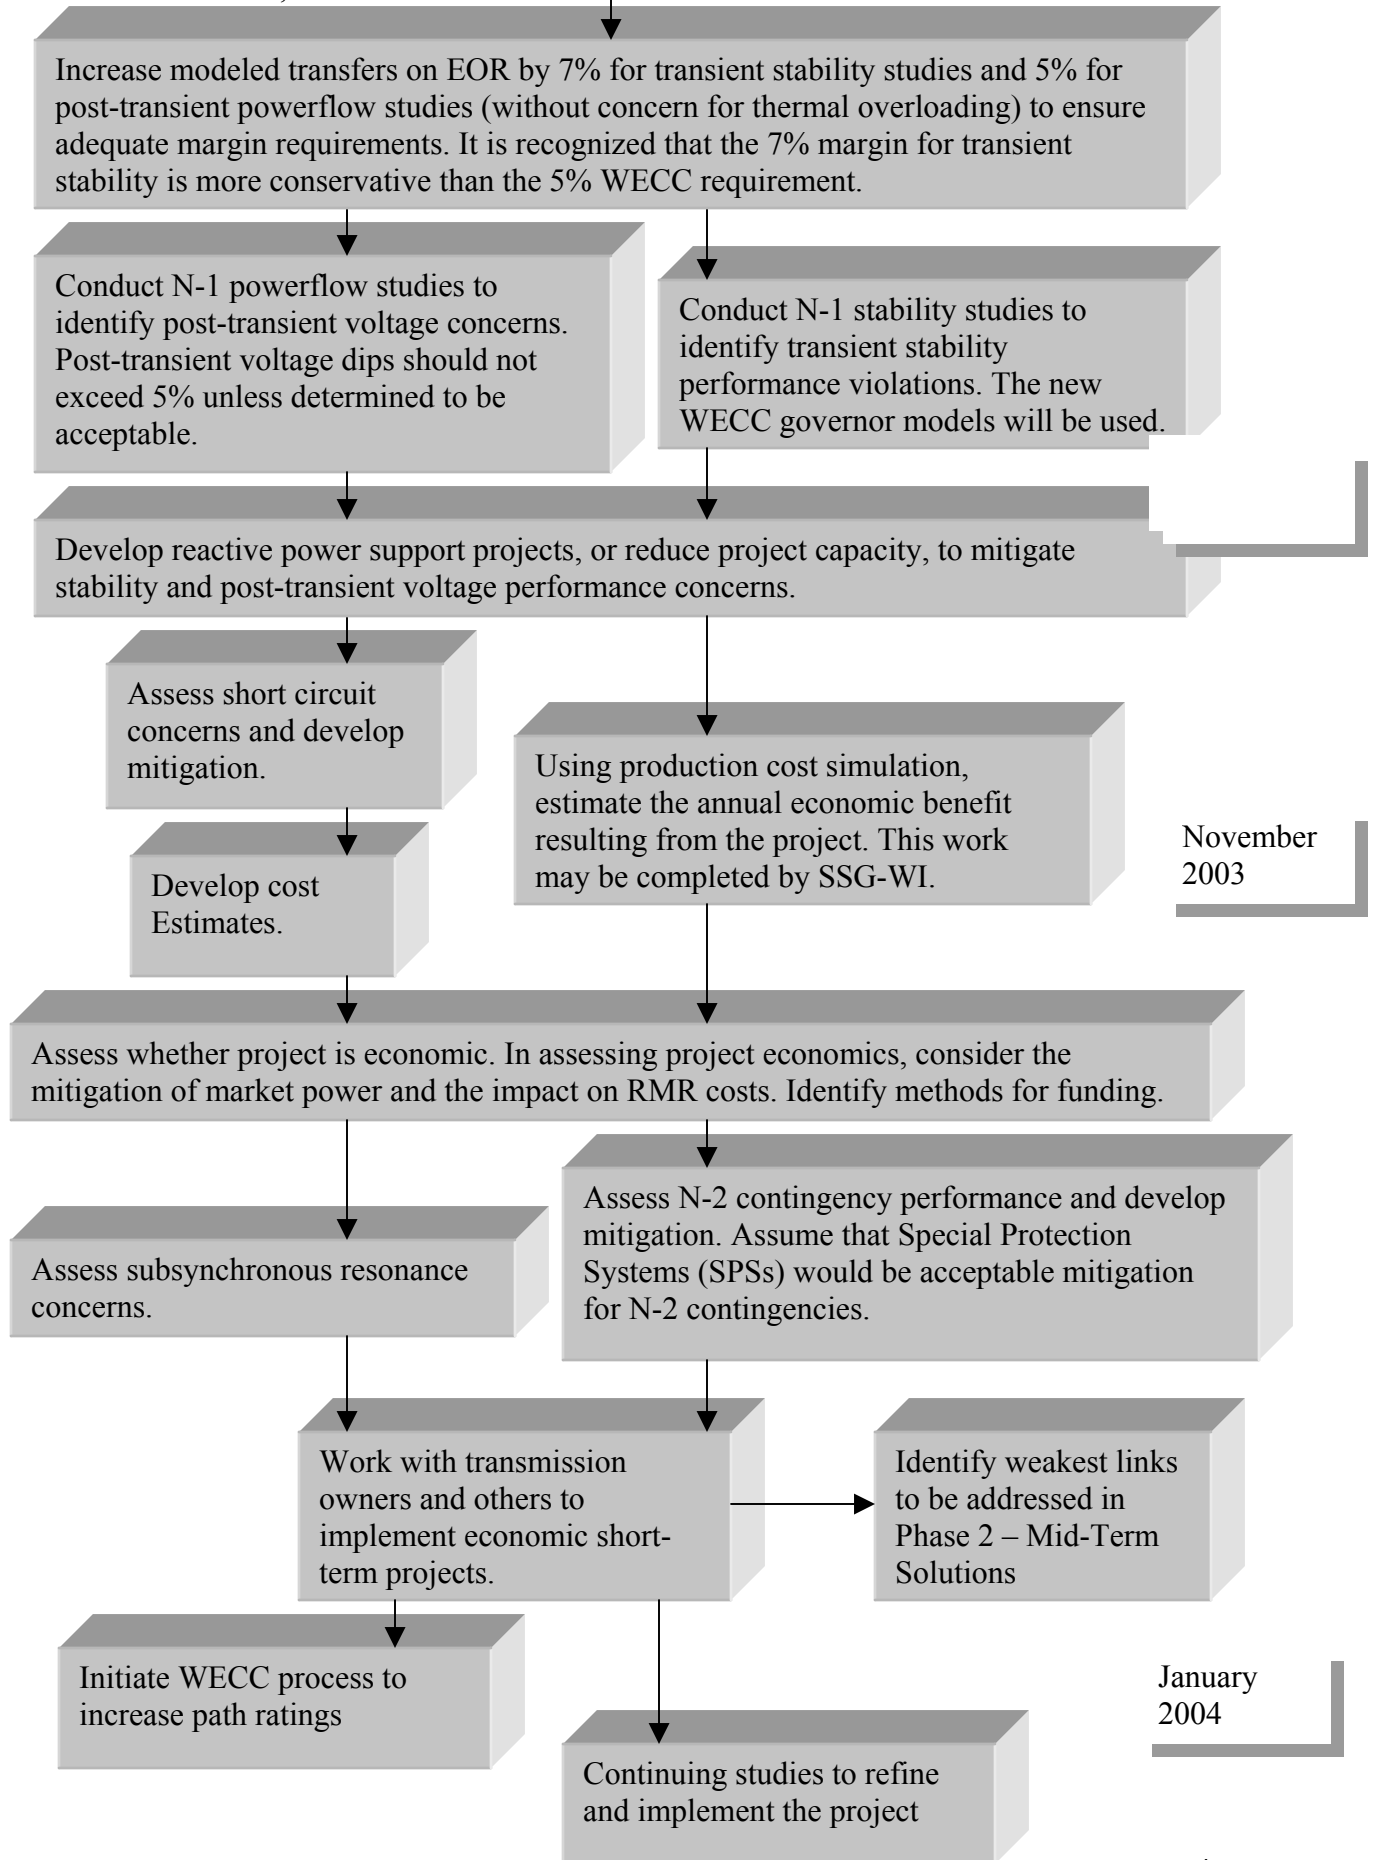 Increase modeled transfers on EOR by 7% for transient stability studies and 5% for
post-transient powerflow studies (without concern for thermal overloading) to ensure
adequate margin requirements. It is recognized that the 7% margin for transient
stability is more conservative than the 5% WECC requirement.
Conduct N-1 powerflow studies to
identify post-transient voltage concerns.
Post-transient voltage dips should not
exceed 5% unless determined to be
acceptable.
Conduct N-1 stability studies to
identify transient stability
performance violations. The new
WECC governor models will be used.
Develop reactive power support projects, or reduce project capacity, to mitigate
stability and post-transient voltage performance concerns.
Assess short circuit
concerns and develop
mitigation.
Using production cost simulation,
estimate the annual economic benefit
resulting from the project. This work
may be completed by SSG-WI.
November
2003
Develop cost
Estimates.
Assess whether project is economic. In assessing project economics, consider the
mitigation of market power and the impact on RMR costs. Identify methods for funding.
Assess subsynchronous resonance
concerns.
Assess N-2 contingency performance and develop
mitigation. Assume that Special Protection
Systems (SPSs) would be acceptable mitigation
for N-2 contingencies.
Work with transmission
owners and others to
implement economic short-
term projects.
Identify weakest links
to be addressed in
Phase 2 – Mid-Term
Solutions
Initiate WECC process to
increase path ratings
January
2004
Continuing studies to refine
and implement the project